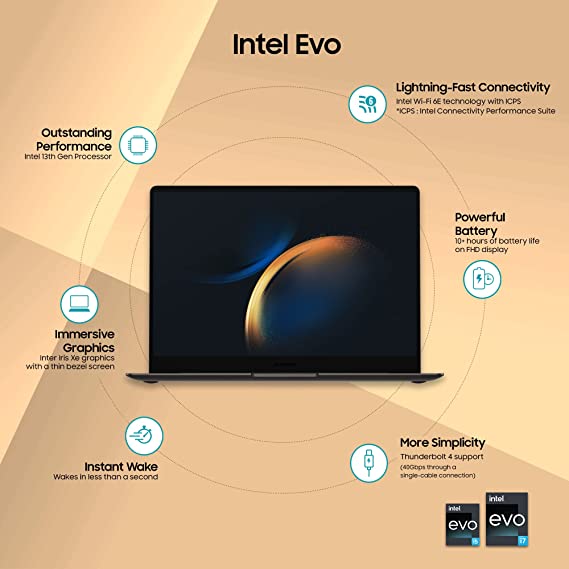 Intel Evo
Lightning-Fast Connectivity
Intel Wi-Fi 6E technology with ICPS
*ICPS : Intel Connectivity Performance Suite
6
Outstanding
Performance
Intel 13th Gen Processor
Powerful
Battery
10+ hours of battery life
on FHD display
Immersive
Graphics
Inter Iris Xe graphics
with a thin bezel screen
Instant Wake
Wakes in less than a second
More Simplicity
Thunderbolt 4 support
(40Gbps through a
single-cable connection)
intel
evo
i5
intel
evo
i7